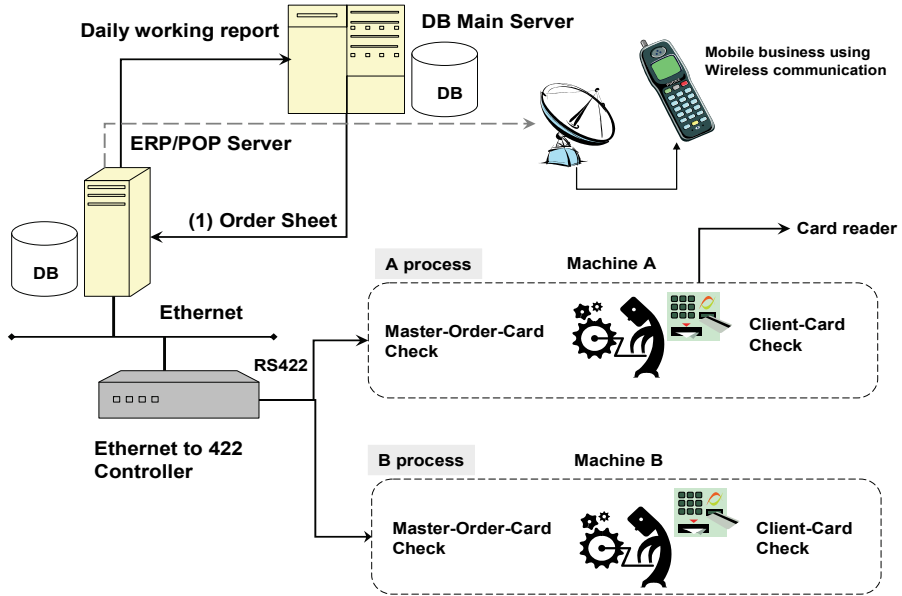 Daily working report
DB Main Server
DB
Mobile business using
Wireless communication
ERP/POP Server
(1) Order Sheet
DB
Ethernet
RS422
Ethernet to 422
Controller
Card reader
A process
Machine A
Master-Order-Card
Check
Client-Card
Check
B process
Machine B
Master-Order-Card
Check
Client-Card
Check